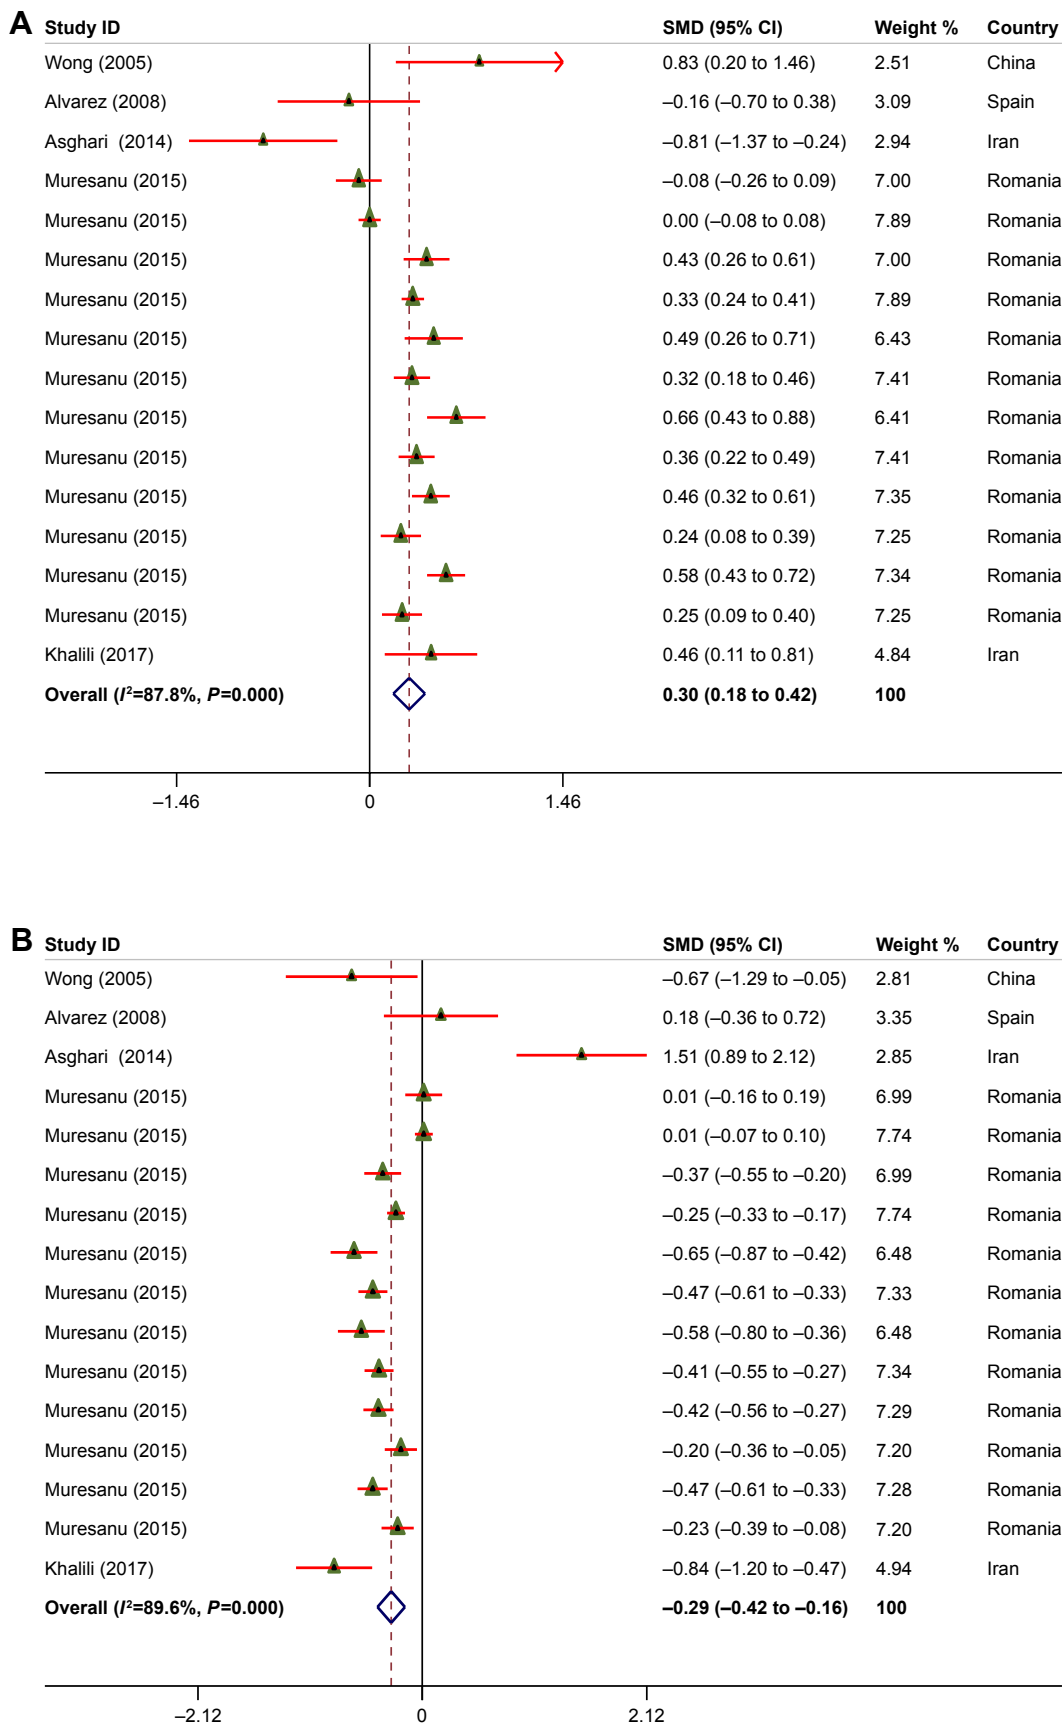 A Study ID SMD (95% CI) Weight % Country
Wong (2005) 0.83 (0.20 to 1.46) 2.51 China
Alvarez (2008) –0.16 (–0.70 to 0.38) 3.09 Spain
Asghari (2014) –0.81 (–1.37 to –0.24) 2.94 Iran
Muresanu (2015) –0.08 (–0.26 to 0.09) 7.00 Romania
Muresanu (2015) 0.00 (–0.08 to 0.08) 7.89 Romania
Muresanu (2015) 0.43 (0.26 to 0.61) 7.00 Romania
Muresanu (2015) 0.33 (0.24 to 0.41) 7.89 Romania
Muresanu (2015) 0.49 (0.26 to 0.71) 6.43 Romania
Muresanu (2015) 0.32 (0.18 to 0.46) 7.41 Romania
Muresanu (2015) 0.66 (0.43 to 0.88) 6.41 Romania
Muresanu (2015) 0.36 (0.22 to 0.49) 7.41 Romania
Muresanu (2015) 0.46 (0.32 to 0.61) 7.35 Romania
Muresanu (2015) 0.24 (0.08 to 0.39) 7.25 Romania
Muresanu (2015) 0.58 (0.43 to 0.72) 7.34 Romania
Muresanu (2015) 0.25 (0.09 to 0.40) 7.25 Romania
Khalili (2017) 0.46 (0.11 to 0.81) 4.84 Iran
Overall (I²=87.8%, P=0.000) 0.30 (0.18 to 0.42) 100
–1.46 0 1.46
B Study ID SMD (95% CI) Weight % Country
Wong (2005) –0.67 (–1.29 to –0.05) 2.81 China
Alvarez (2008) 0.18 (–0.36 to 0.72) 3.35 Spain
Asghari (2014) 1.51 (0.89 to 2.12) 2.85 Iran
Muresanu (2015) 0.01 (–0.16 to 0.19) 6.99 Romania
Muresanu (2015) 0.01 (–0.07 to 0.10) 7.74 Romania
Muresanu (2015) –0.37 (–0.55 to –0.20) 6.99 Romania
Muresanu (2015) –0.25 (–0.33 to –0.17) 7.74 Romania
Muresanu (2015) –0.65 (–0.87 to –0.42) 6.48 Romania
Muresanu (2015) –0.47 (–0.61 to –0.33) 7.33 Romania
Muresanu (2015) –0.58 (–0.80 to –0.36) 6.48 Romania
Muresanu (2015) –0.41 (–0.55 to –0.27) 7.34 Romania
Muresanu (2015) –0.42 (–0.56 to –0.27) 7.29 Romania
Muresanu (2015) –0.20 (–0.36 to –0.05) 7.20 Romania
Muresanu (2015) –0.47 (–0.61 to –0.33) 7.28 Romania
Muresanu (2015) –0.23 (–0.39 to –0.08) 7.20 Romania
Khalili (2017) –0.84 (–1.20 to –0.47) 4.94 Iran
Overall (I²=89.6%, P=0.000) –0.29 (–0.42 to –0.16) 100
–2.12 0 2.12